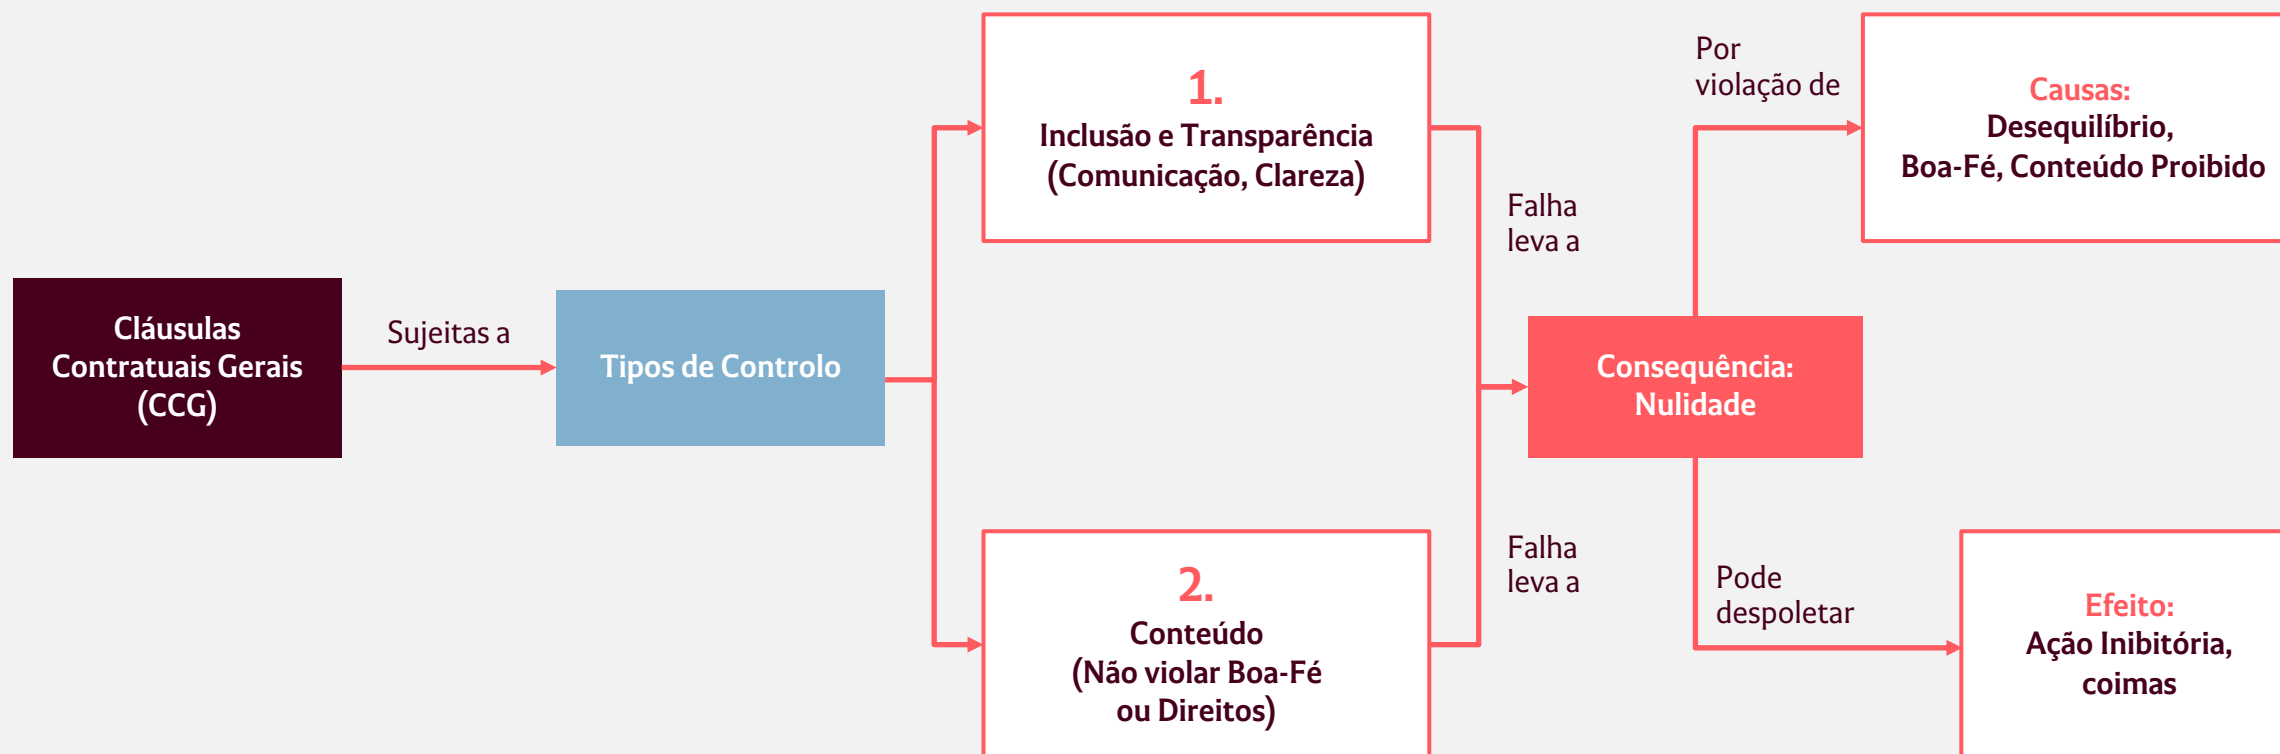 Cláusulas
Contratuais Gerais
(CCG)
Sujeitas a
Tipos de Controlo
1.
Inclusão e Transparência
(Comunicação, Clareza)
2.
Conteúdo
(Não violar Boa-Fé
ou Direitos)
Falha
leva a
Falha
leva a
Consequência:
Nulidade
Por
violação de
Causas:
Desequilíbrio,
Boa-Fé, Conteúdo Proibido
Pode
despoletar
Efeito:
Ação Inibitória,
coimas